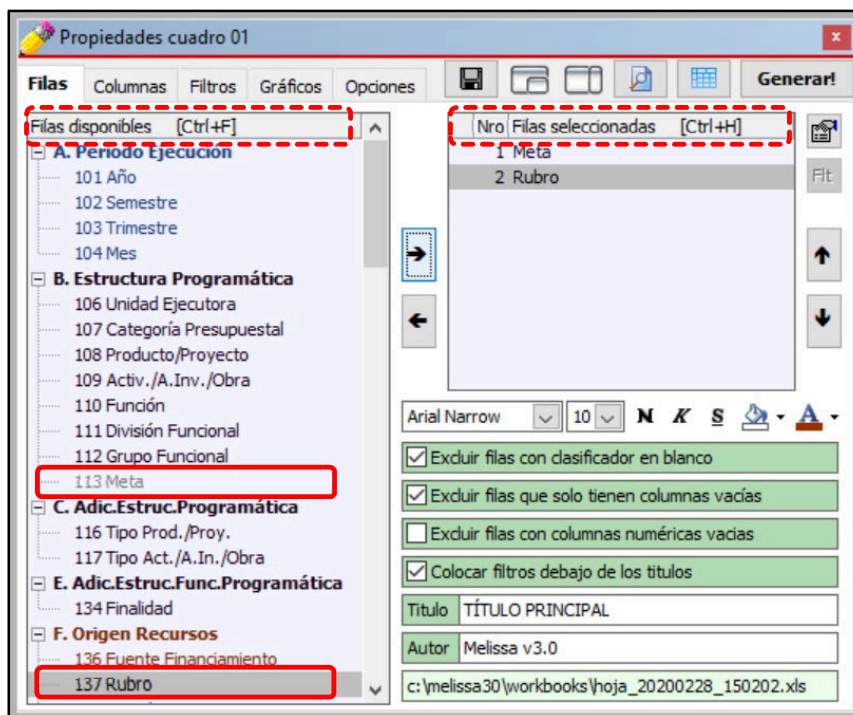 Propiedades cuadro 01
x
Filas Columnas Filtros Gráficos Opciones Generar!
Filas disponibles [Ctrl+F]
A. Periodo Ejecución
101 Año
102 Semestre
103 Trimestre
104 Mes
B. Estructura Programática
106 Unidad Ejecutora
107 Categoría Presupuestal
108 Producto/Proyecto
109 Activ./A.Inv./Obra
110 Función
111 División Funcional
112 Grupo Funcional
113 Meta
C. Adic.Estruc.Programática
116 Tipo Prod./Proy.
117 Tipo Act./A.In./Obra
E. Adic.Estruc.Func.Programática
134 Finalidad
F. Origen Recursos
136 Fuente Financiamiento
137 Rubro
Nro Filas seleccionadas [Ctrl+H]
1 Meta
2 Rubro
Flt
Arial Narrow 10 N K S A
Excluir filas con clasificador en blanco
Excluir filas que solo tienen columnas vacías
Excluir filas con columnas numéricas vacias
Colocar filtros debajo de los titulos
Titulo TÍTULO PRINCIPAL
Autor Melissa v3.0
c:\melissa30\workbooks\hoja_20200228_150202.xls